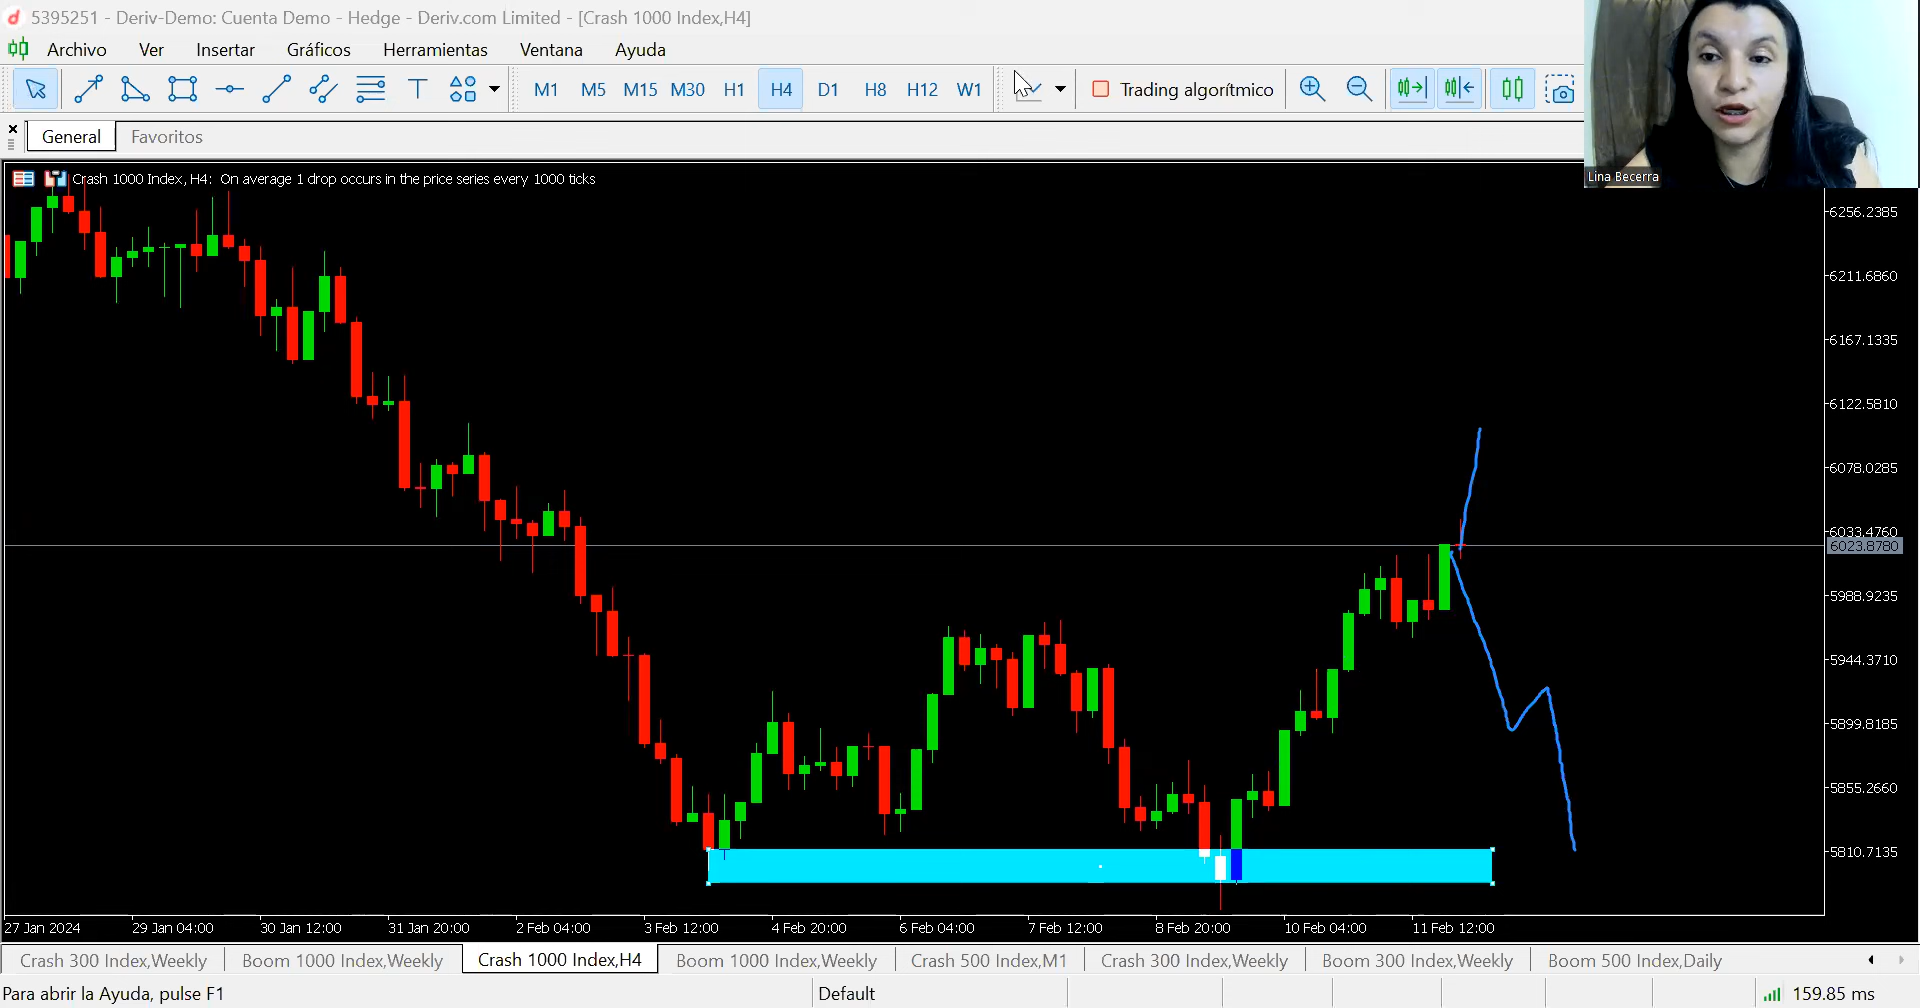 5395251 - Deriv-Demo: Cuenta Demo - Hedge - Deriv.com Limited - [Crash 1000 Index,H4]
Archivo Ver Insertar Gráficos Herramientas Ventana Ayuda
T M1 M5 M15 M30 H1 H4 D1 H8 H12 W1 Trading algorítmico
General Favoritos
Lina Becerra
Crash 1000 Index, H4: On average 1 drop occurs in the price series every 1000 ticks
6256.2385
6211.6860
6167.1335
6122.5810
6078.0285
6033.4760
6023.8780
5988.9235
5944.3710
5899.8185
5855.2660
5810.7135
27 Jan 2024 29 Jan 04:00 30 Jan 12:00 31 Jan 20:00 2 Feb 04:00 3 Feb 12:00 4 Feb 20:00 6 Feb 04:00 7 Feb 12:00 8 Feb 20:00 10 Feb 04:00 11 Feb 12:00
Crash 300 Index,Weekly Boom 1000 Index,Weekly Crash 1000 Index,H4 Boom 1000 Index,Weekly Crash 500 Index,M1 Crash 300 Index,Weekly Boom 300 Index,Weekly Boom 500 Index,Daily
Para abrir la Ayuda, pulse F1 Default 159.85 ms